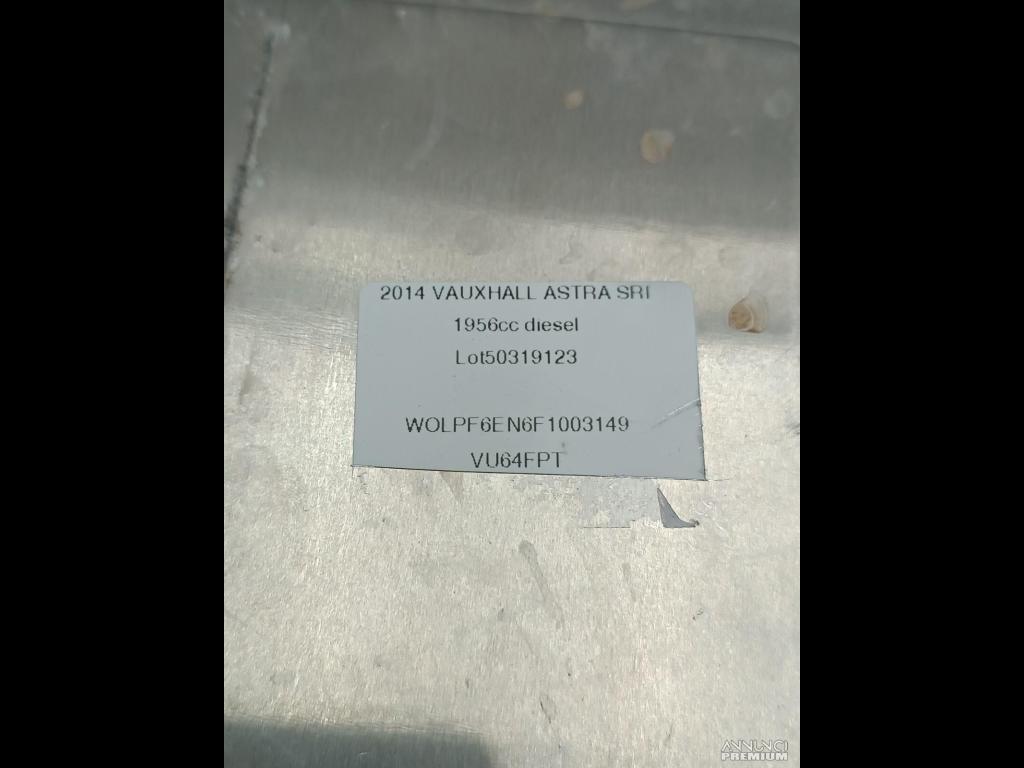 2014 VAUXHALL ASTRA SRI
1956cc diesel
Lot50319123
WOLPF6EN6F1003149
VU64FPT
ANNUNCI
PREMIUM